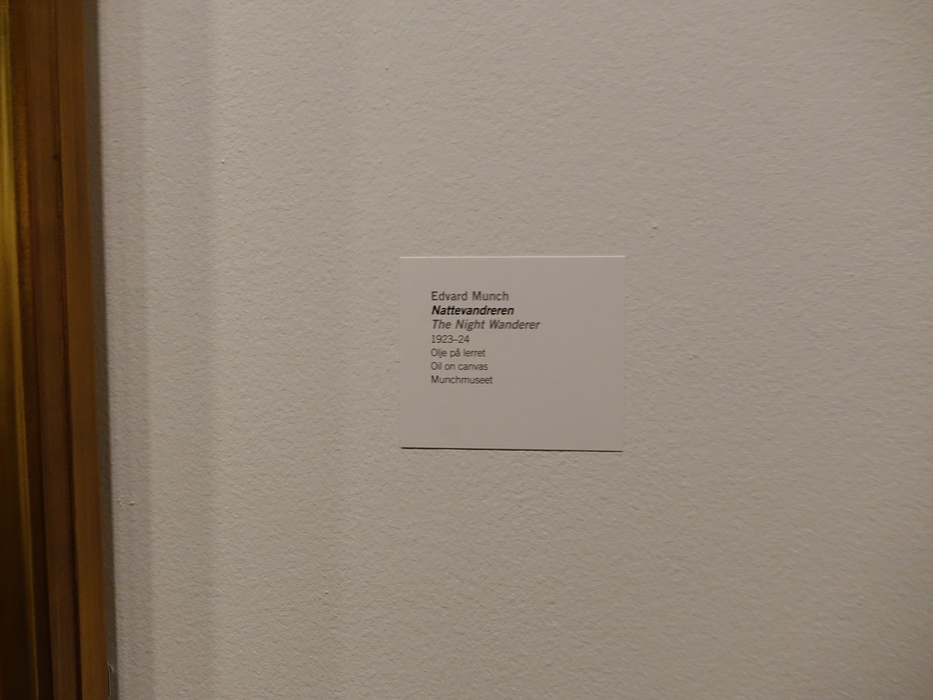 Edvard Munch
Nattevandreren
The Night Wanderer
1923–24
Olje på lerret
Oil on canvas
Munchmuseet